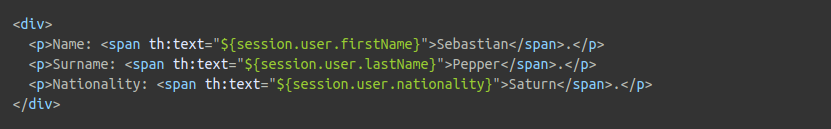 <div>
<p>Name: <span th:text="${session.user.firstName}">Sebastian</span>.</p>
<p>Surname: <span th:text="${session.user.lastName}">Pepper</span>.</p>
<p>Nationality: <span th:text="${session.user.nationality}">Saturn</span>.</p>
</div>